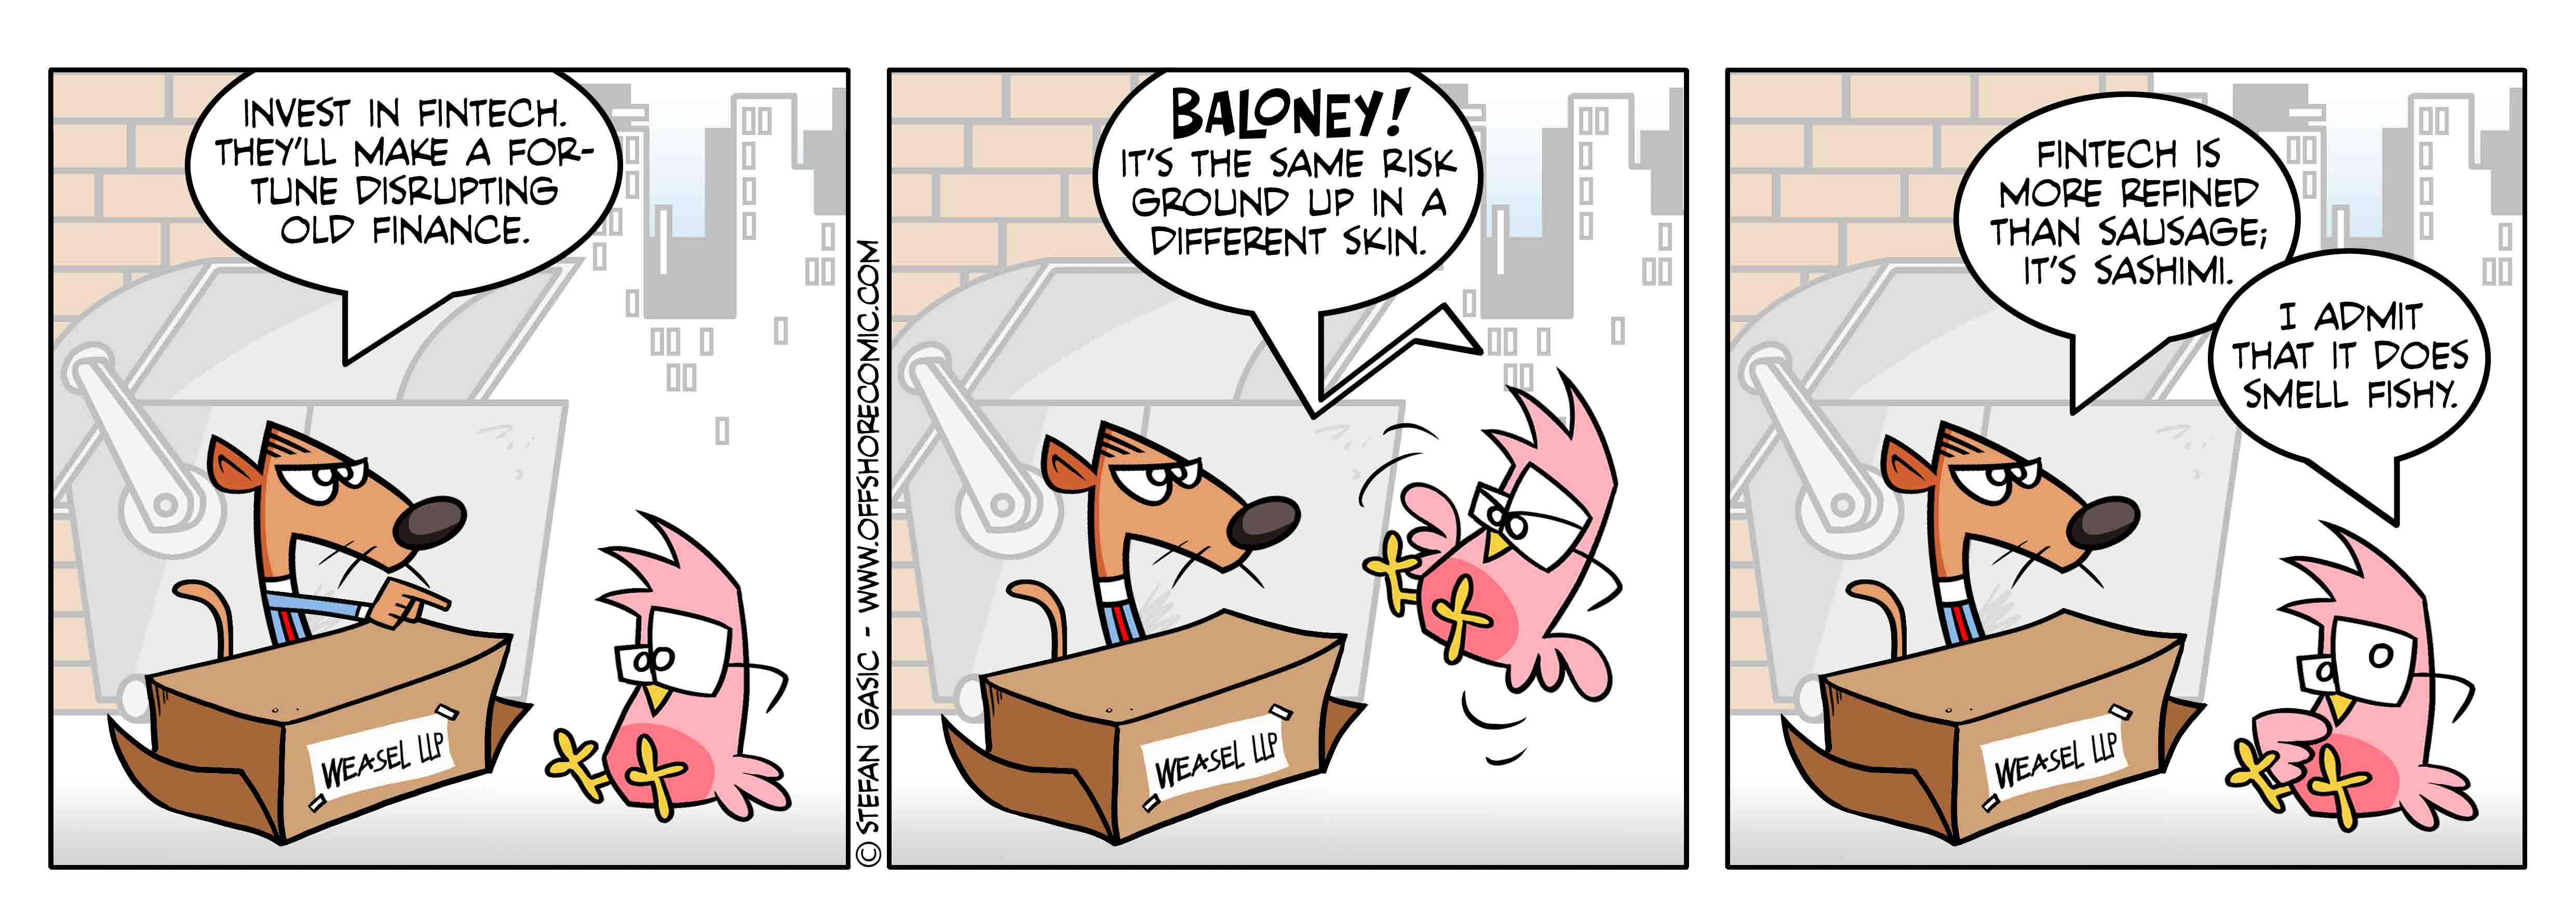 INVEST IN FINTECH.
THEY'LL MAKE A FOR-
TUNE DISRUPTING
OLD FINANCE.
WEASEL LLP
© STEFAN GASIC - WWW.OFFSHORECOMIC.COM
BALONEY!
IT'S THE SAME RISK
GROUND UP IN A
DIFFERENT SKIN.
WEASEL LLP
FINTECH IS
MORE REFINED
THAN SAUSAGE;
IT'S SASHIMI.
I ADMIT
THAT IT DOES
SMELL FISHY.
WEASEL LLP